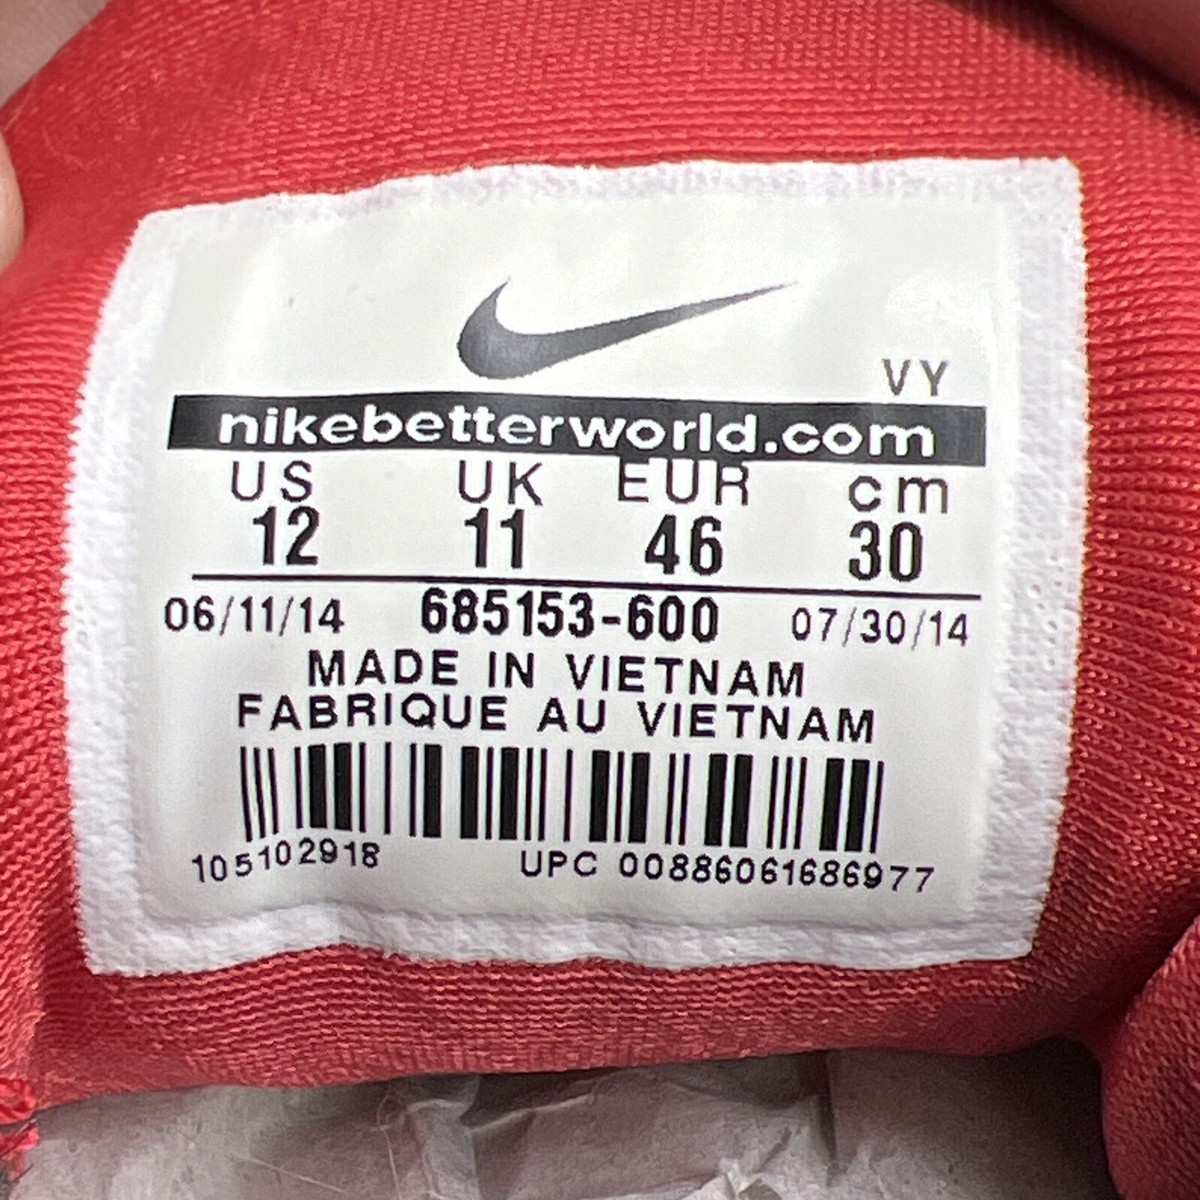 VY
nikebetterworld.com
US UK EUR cm
12 11 46 30
06/11/14 685153-600 07/30/14
MADE IN VIETNAM
FABRIQUE AU VIETNAM
105102918 UPC 00886061686977